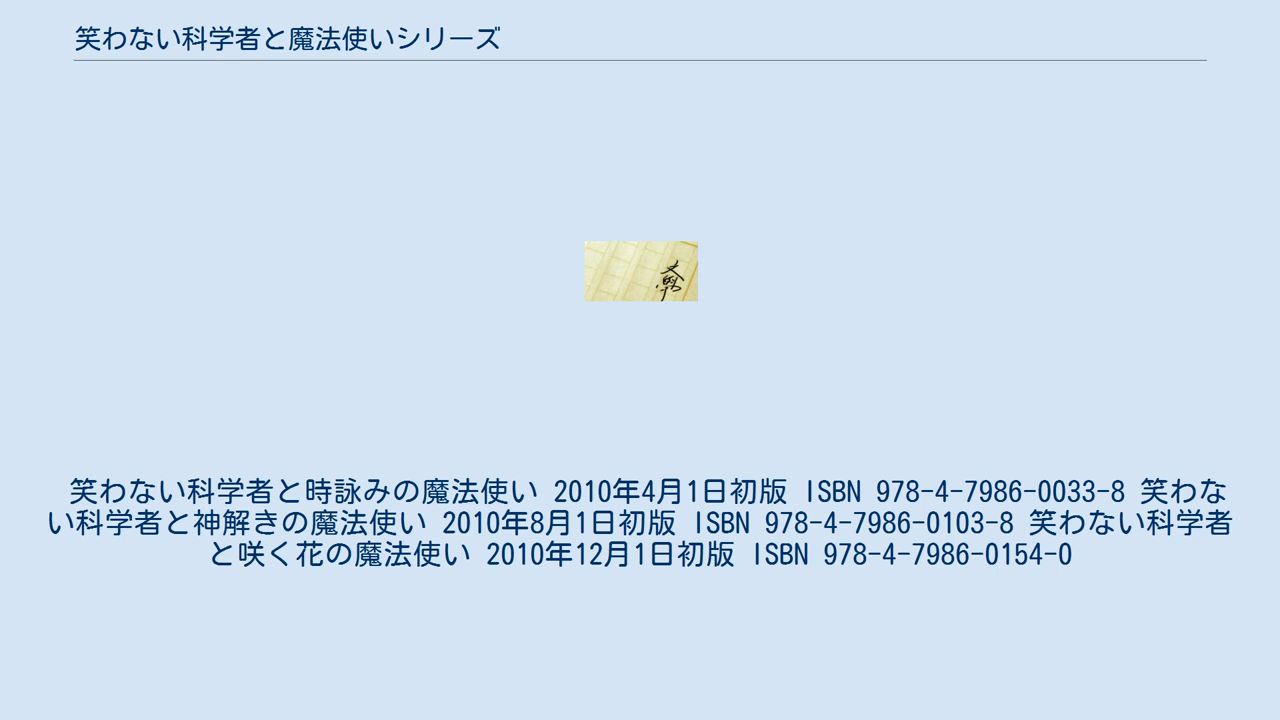 笑わない科学者と魔法使いシリーズ
笑わない科学者と時詠みの魔法使い 2010年4月1日初版 ISBN 978-4-7986-0033-8 笑わな
い科学者と神解きの魔法使い 2010年8月1日初版 ISBN 978-4-7986-0103-8 笑わない科学者
と咲く花の魔法使い 2010年12月1日初版 ISBN 978-4-7986-0154-0